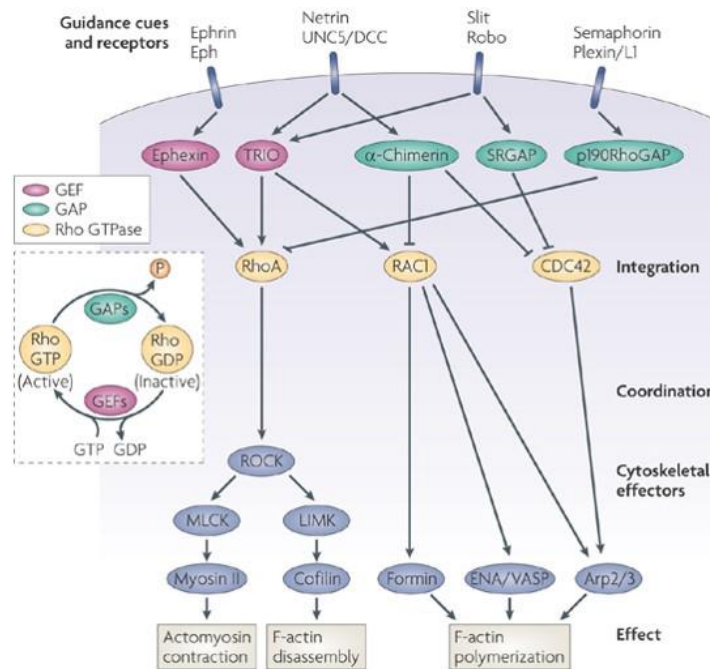 Guidance cues
and receptors
Ephrin
Eph
Netrin
UNC5/DCC
Slit
Robo
Semaphorin
Plexin/L1
Ephexin
TRIO
α-Chimerin
SRGAP
p190RhoGAP
GEF
GAP
Rho GTPase
RhoA
RAC1
CDC42
Integration
P
GAPs
Rho
GTP
(Active)
Rho
GDP
(Inactive)
GEFs
GTP
GDP
Coordination
ROCK
Cytoskeletal
effectors
MLCK
LIMK
Myosin II
Cofilin
Formin
ENA/VASP
Arp2/3
Actomyosin
contraction
F-actin
disassembly
F-actin
polymerization
Effect